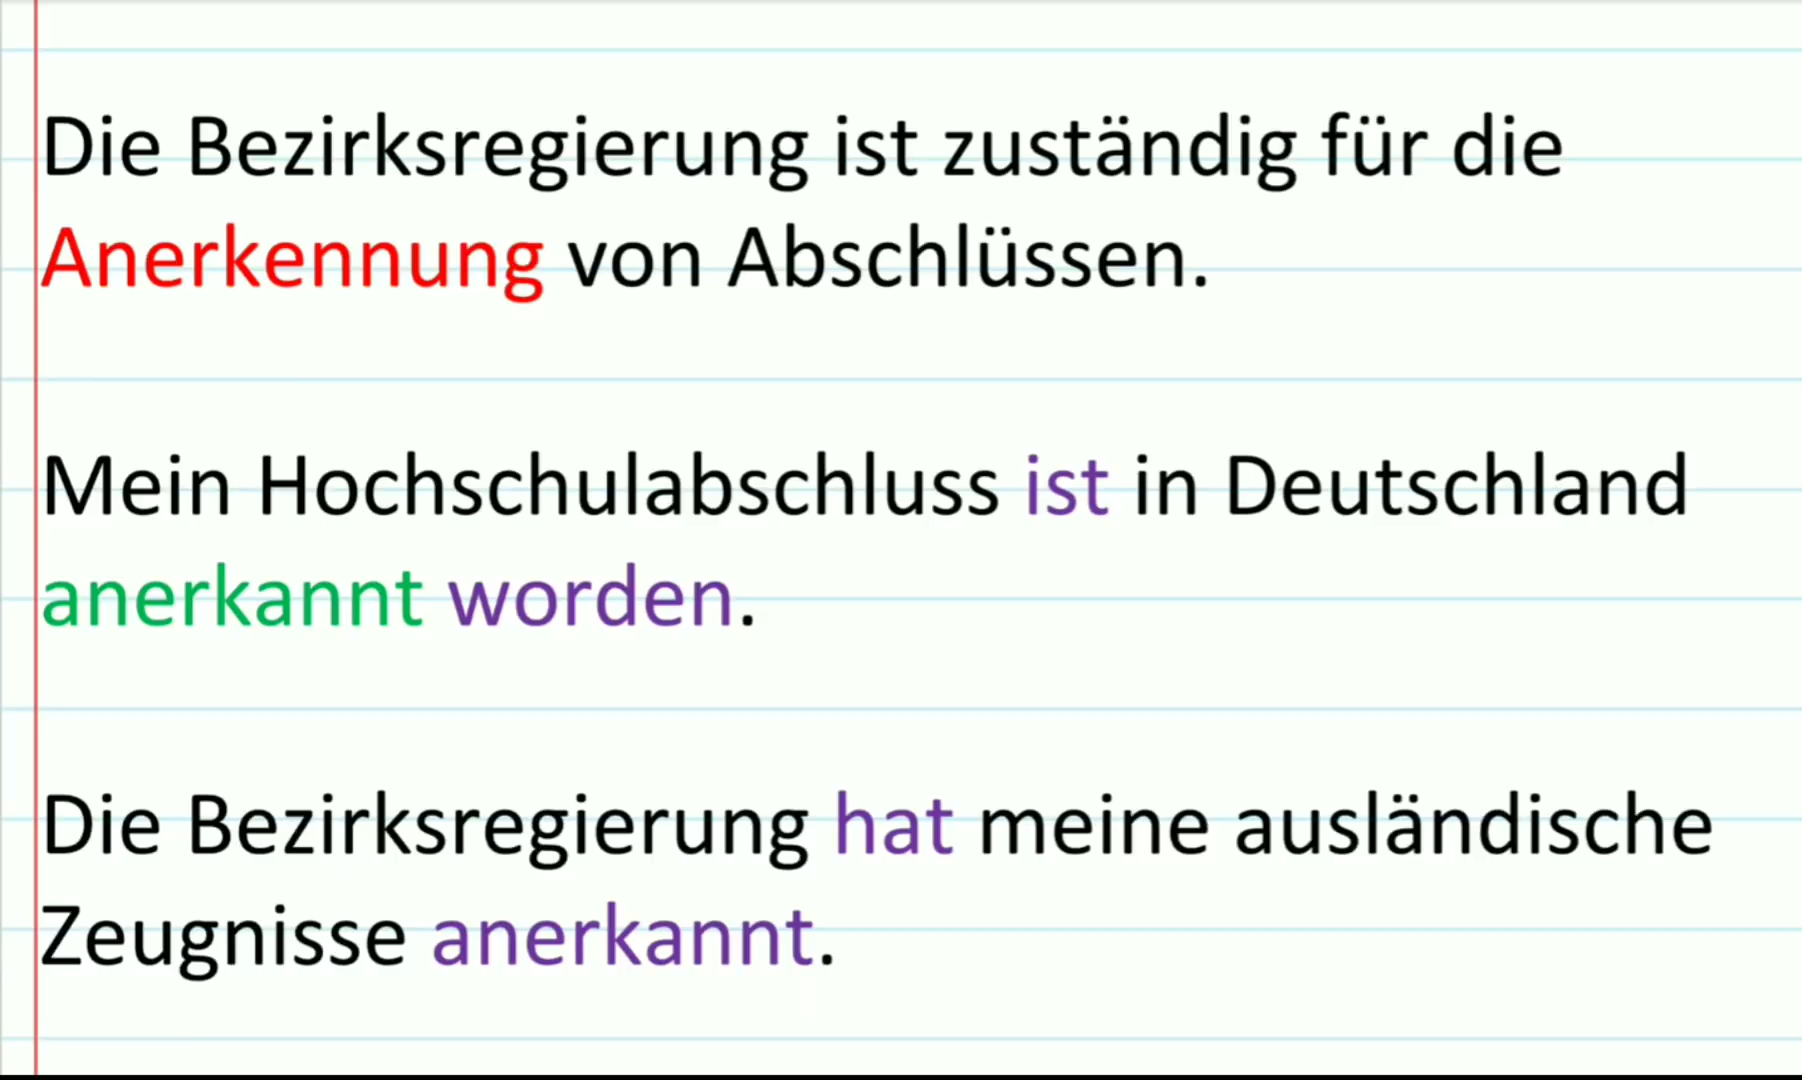 Die Bezirksregierung ist zuständig für die
Anerkennung von Abschlüssen.
Mein Hochschulabschluss ist in Deutschland
anerkannt worden.
Die Bezirksregierung hat meine ausländische
Zeugnisse anerkannt.